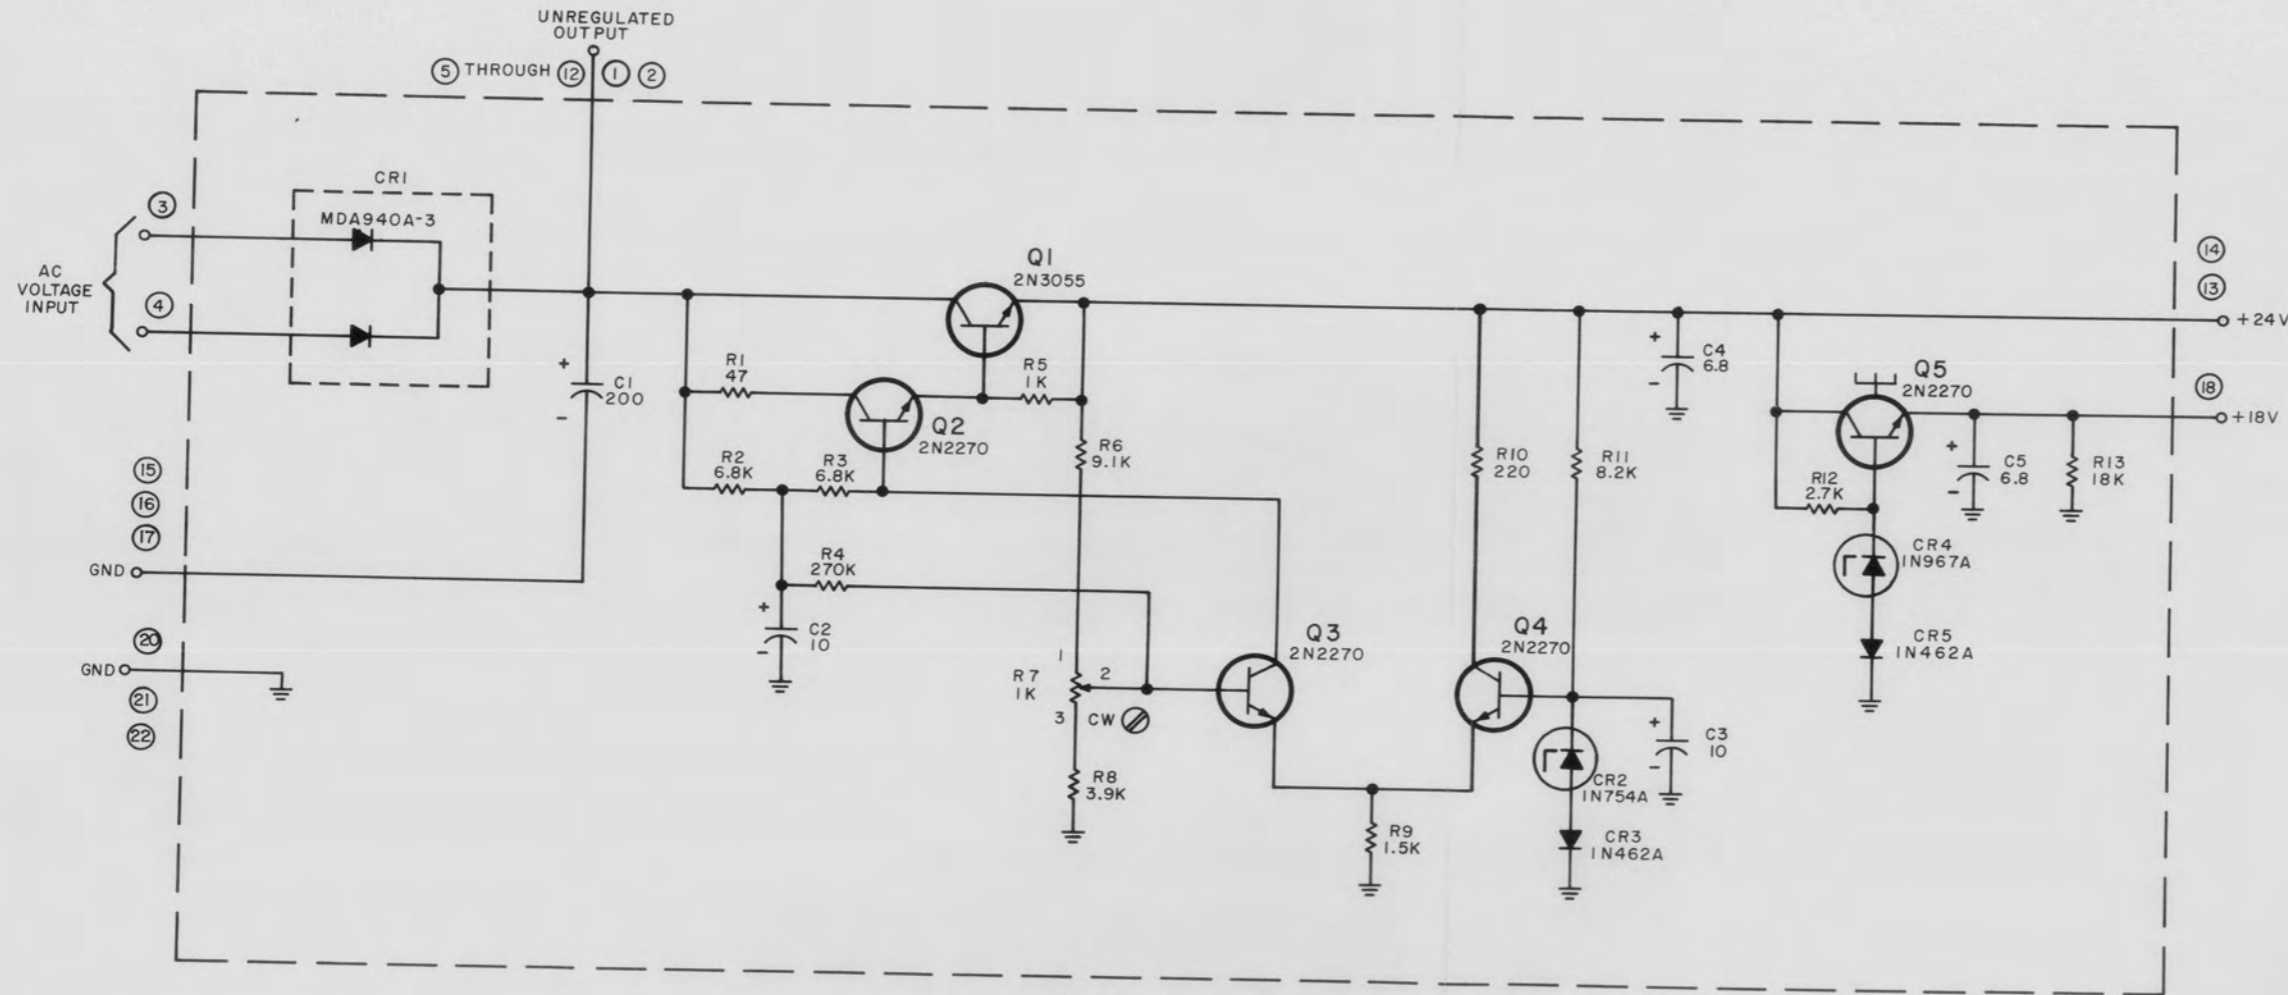 UNREGULATED
OUTPUT
5 THROUGH 12 1 2
CR1
MDA940A-3
3
AC
VOLTAGE
INPUT
4
Q1
2N3055
14
13
+24V
R1
47
R5
1K
C1
200
+
-
Q2
2N2270
C4
6.8
+
-
Q5
2N2270
18
+18V
R2
6.8K
R3
6.8K
R6
9.1K
R10
220
R11
8.2K
R12
2.7K
C5
6.8
+
-
R13
18K
15
16
17
GND
R4
270K
CR4
1N967A
C2
10
+
-
20
GND
21
22
R7
1K
1
2
3
CW
Q3
2N2270
Q4
2N2270
CR5
1N462A
R8
3.9K
R9
1.5K
CR2
1N754A
C3
10
+
-
CR3
1N462A